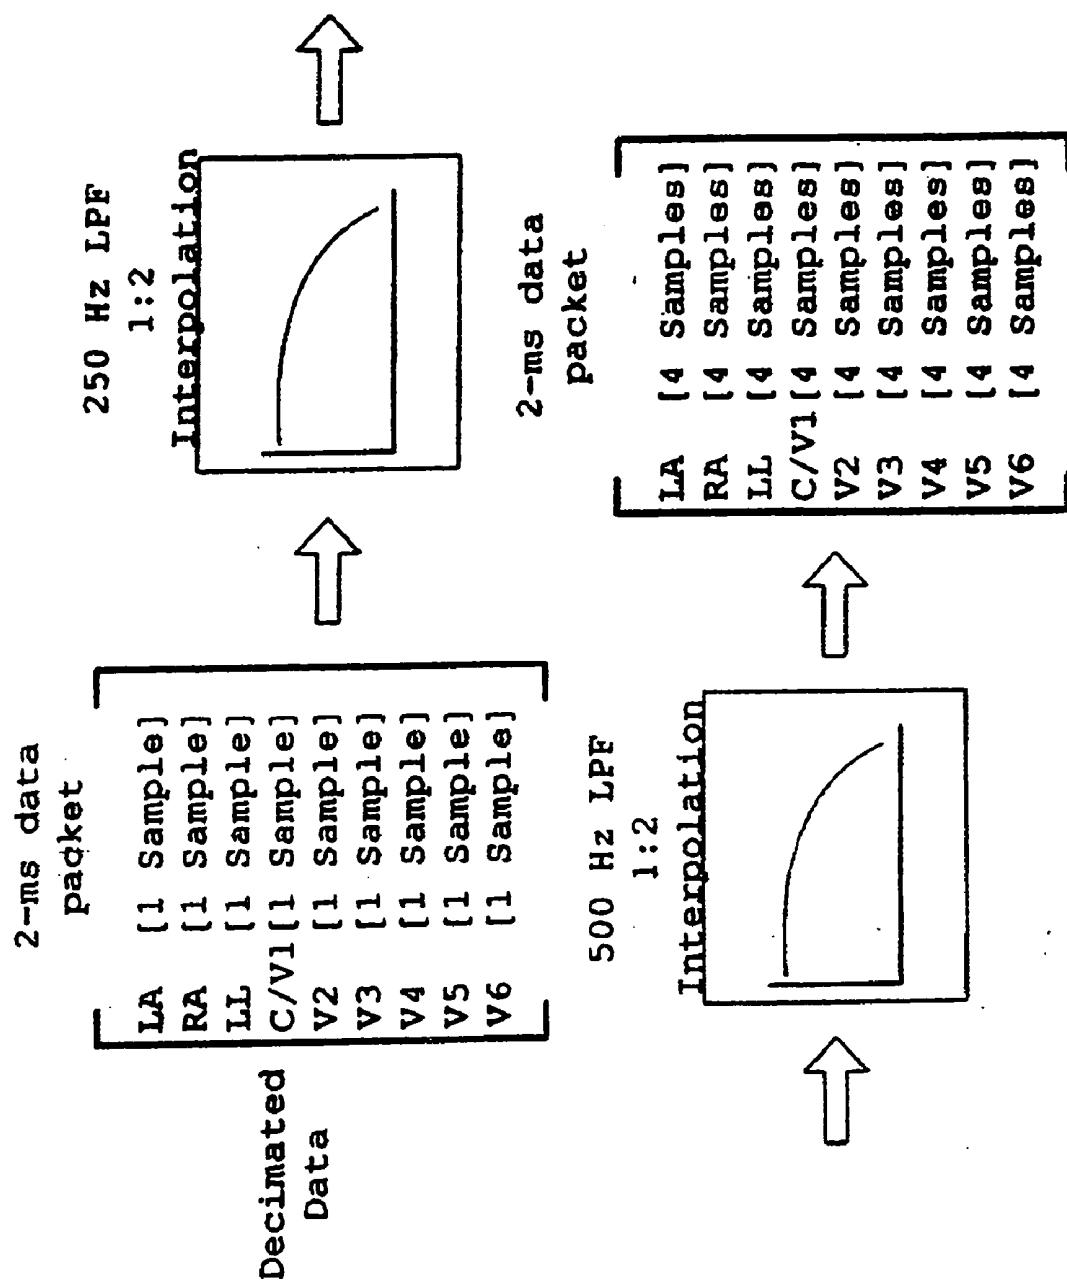 2-ms data
packet
Decimated
Data
LA [1 Sample]
RA [1 Sample]
LL [1 Sample]
C/V1[1 Sample]
V2 [1 Sample]
V3 [1 Sample]
V4 [1 Sample]
V5 [1 Sample]
V6 [1 Sample]
250 Hz LPF
1:2
Interpolation
500 Hz LPF
1:2
Interpolation
2-ms data
packet
LA [4 Samples]
RA [4 Samples]
LL [4 Samples]
C/V1[4 Samples]
V2 [4 Samples]
V3 [4 Samples]
V4 [4 Samples]
V5 [4 Samples]
V6 [4 Samples]